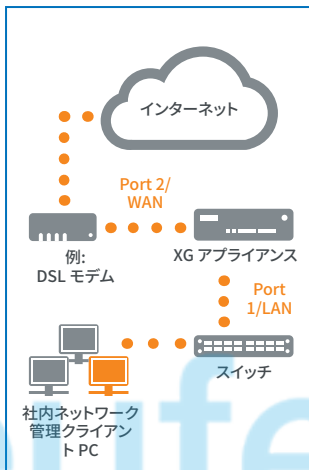 インターネット
Port 2/
WAN
例:
DSL モデム
XG アプライアンス
Port
1/LAN
スイッチ
社内ネットワーク
管理クライアン
ト PC